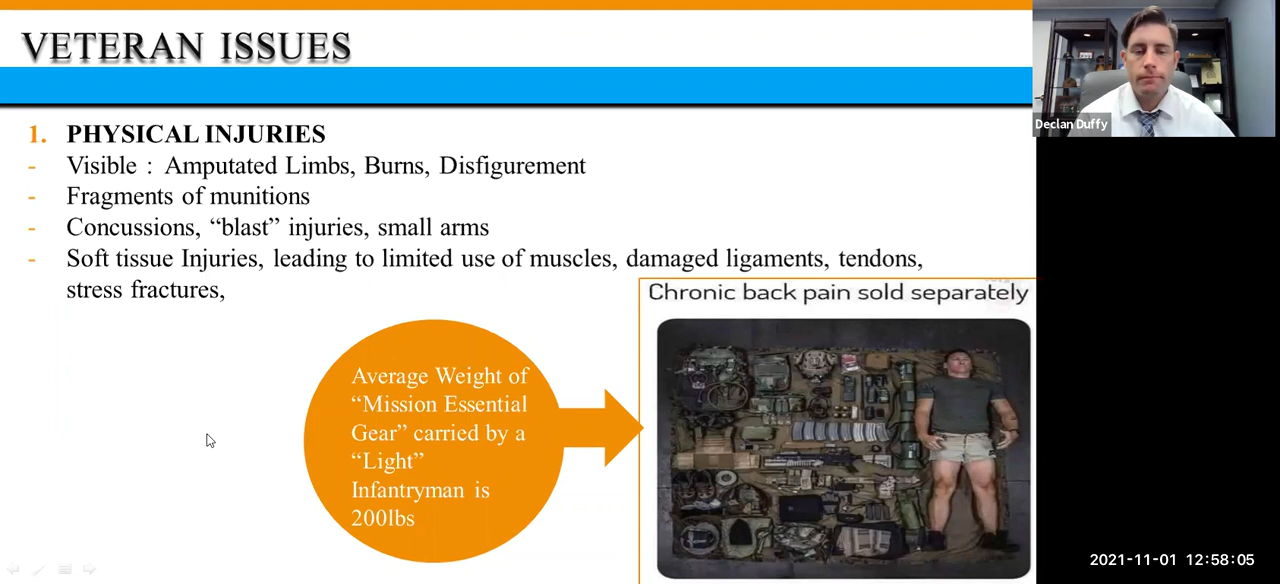 VETERAN ISSUES
1. PHYSICAL INJURIES
- Visible : Amputated Limbs, Burns, Disfigurement
- Fragments of munitions
- Concussions, “blast” injuries, small arms
- Soft tissue Injuries, leading to limited use of muscles, damaged ligaments, tendons,
stress fractures,
Average Weight of
“Mission Essential
Gear” carried by a
“Light”
Infantryman is
200lbs
Chronic back pain sold separately
Declan Duffy
2021-11-01 12:58:05